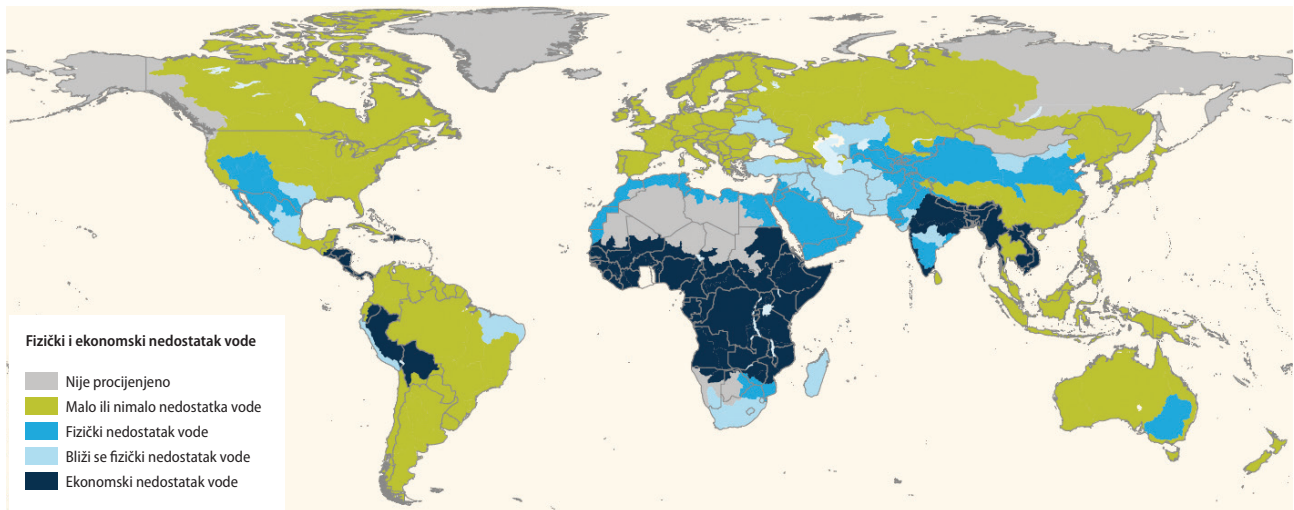 Fizički i ekonomski nedostatak vode
Nije procijenjeno
Malo ili nimalo nedostatka vode
Fizički nedostatak vode
Bliži se fizički nedostatak vode
Ekonomski nedostatak vode